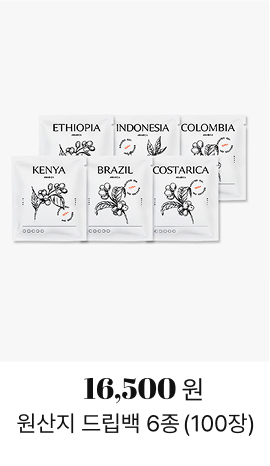 ETHIOPIA
INDONESIA
COLOMBIA
KENYA
BRAZIL
COSTARICA
16,500 원
원산지 드립백 6종 (100장)